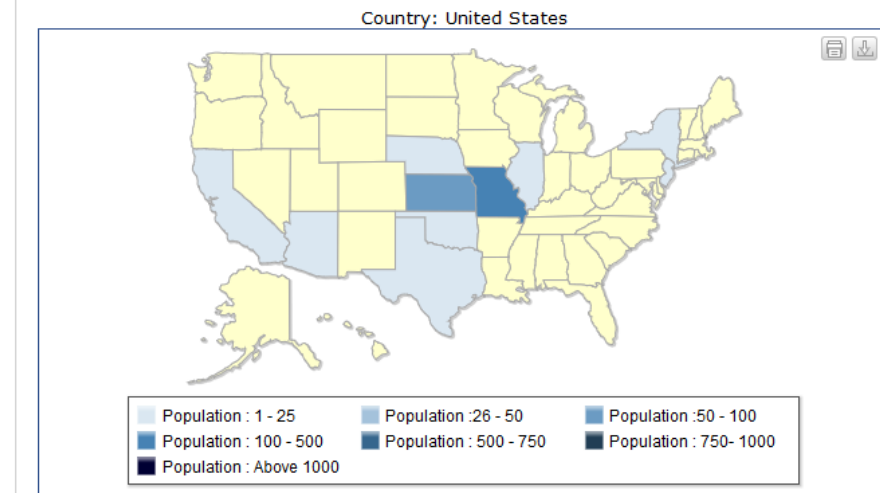 Country: United States
Population : 1 - 25 Population :26 - 50 Population :50 - 100
Population : 100 - 500 Population : 500 - 750 Population : 750- 1000
Population : Above 1000